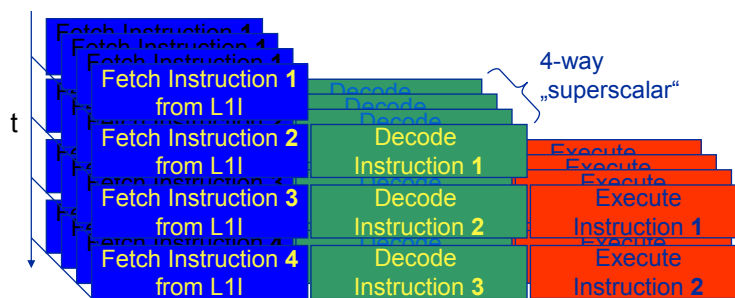 Fetch Instruction 1
Fetch Instruction 1
Fetch Instruction 1
4-way
„superscalar“
Fetch Instruction 1
from L1I
Decode
Decode
Decode
t
Fetch Instruction 2
from L1I
Decode
Instruction 1
Execute
Execute
Execute
Fetch Instruction 3
from L1I
Decode
Instruction 2
Execute
Instruction 1
Fetch Instruction 4
from L1I
Decode
Instruction 3
Execute
Instruction 2